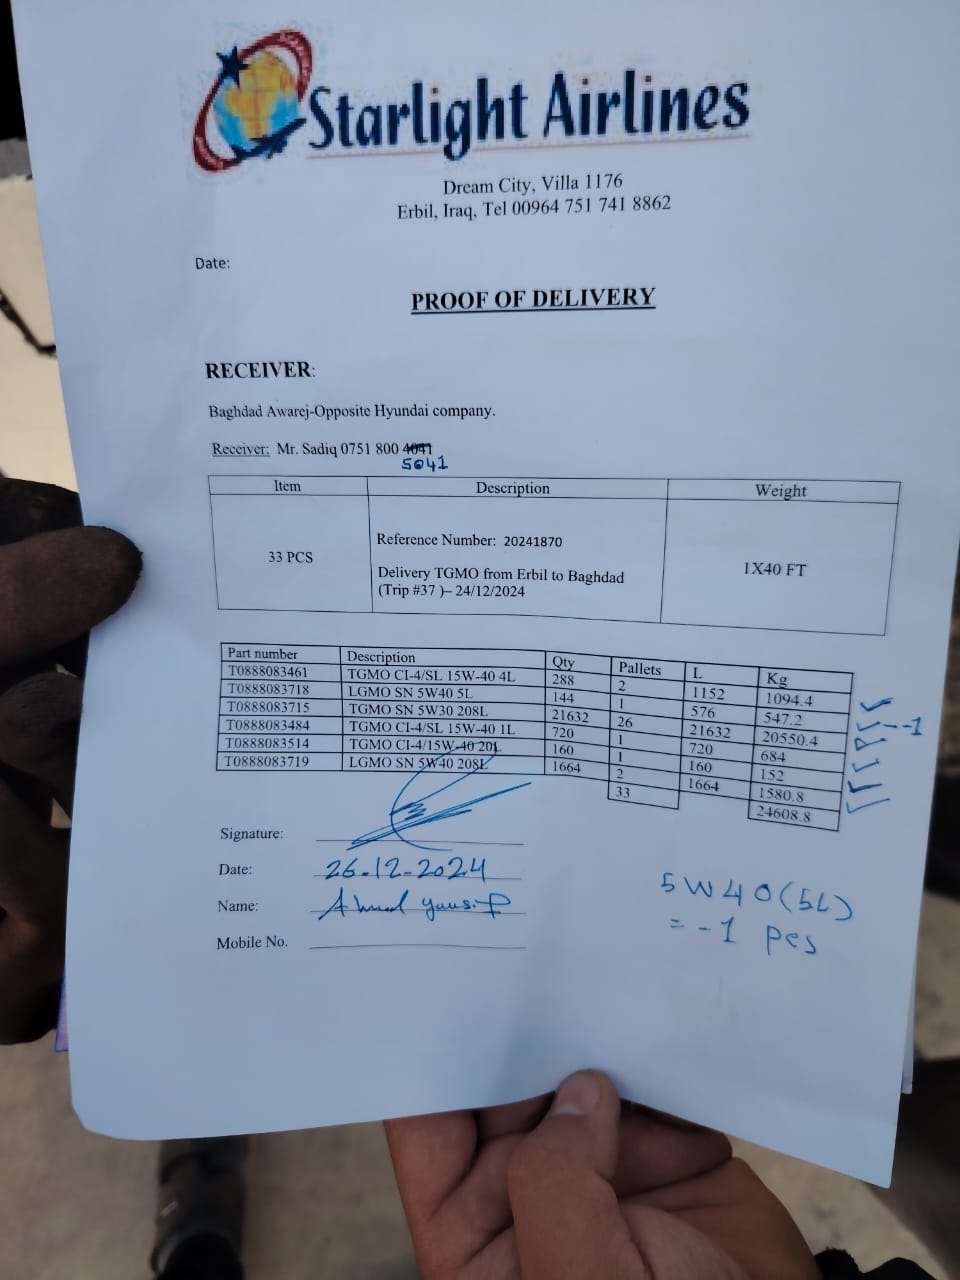 Starlight Airlines
Dream City, Villa 1176
Erbil, Iraq, Tel 00964 751 741 8862
Date:
PROOF OF DELIVERY
RECEIVER:
Baghdad Awarej-Opposite Hyundai company.
Receiver: Mr. Sadiq 0751 800 4041
5041
Item Description Weight
33 PCS Reference Number: 20241870 1X40 FT
Delivery TGMO from Erbil to Baghdad
(Trip #37 )– 24/12/2024
Part number Description Qty Pallets L Kg
T0888083461 TGMO CI-4/SL 15W-40 4L 288 2 1152 1094.4
T0888083718 LGMO SN 5W40 5L 144 1 576 547.2 -1
T0888083715 TGMO SN 5W30 208L 21632 26 21632 20550.4
T0888083484 TGMO CI-4/SL 15W-40 1L 720 1 720 684
T0888083514 TGMO CI-4/15W-40 20L 160 1 160 152
T0888083719 LGMO SN 5W40 208L 1664 2 1664 1580.8
33 24608.8
Signature:
Date: 26-12-2024
Name: Ahmed Yousif
Mobile No.
5W40(5L)
= -1 pcs